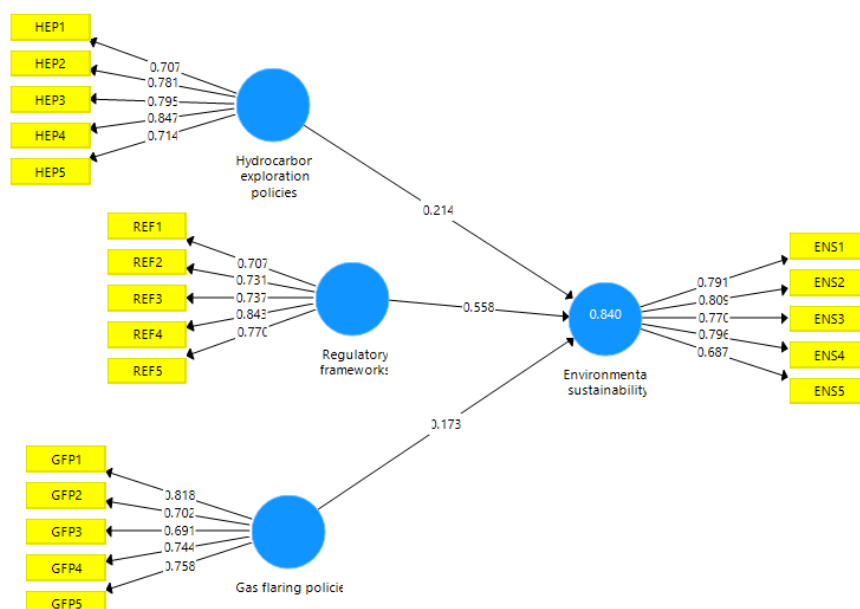 HEP1
HEP2
HEP3
HEP4
HEP5
0.707
0.781
0.795
0.847
0.714
Hydrocarbon
exploration
policies
0.214
REF1
REF2
REF3
REF4
REF5
0.707
0.731
0.737
0.843
0.770
Regulatory
frameworks
0.558
0.840
Environmenta
sustainability
ENS1
ENS2
ENS3
ENS4
ENS5
0.791
0.809
0.770
0.796
0.687
0.173
GFP1
GFP2
GFP3
GFP4
GFP5
0.818
0.702
0.691
0.744
0.758
Gas flaring policie